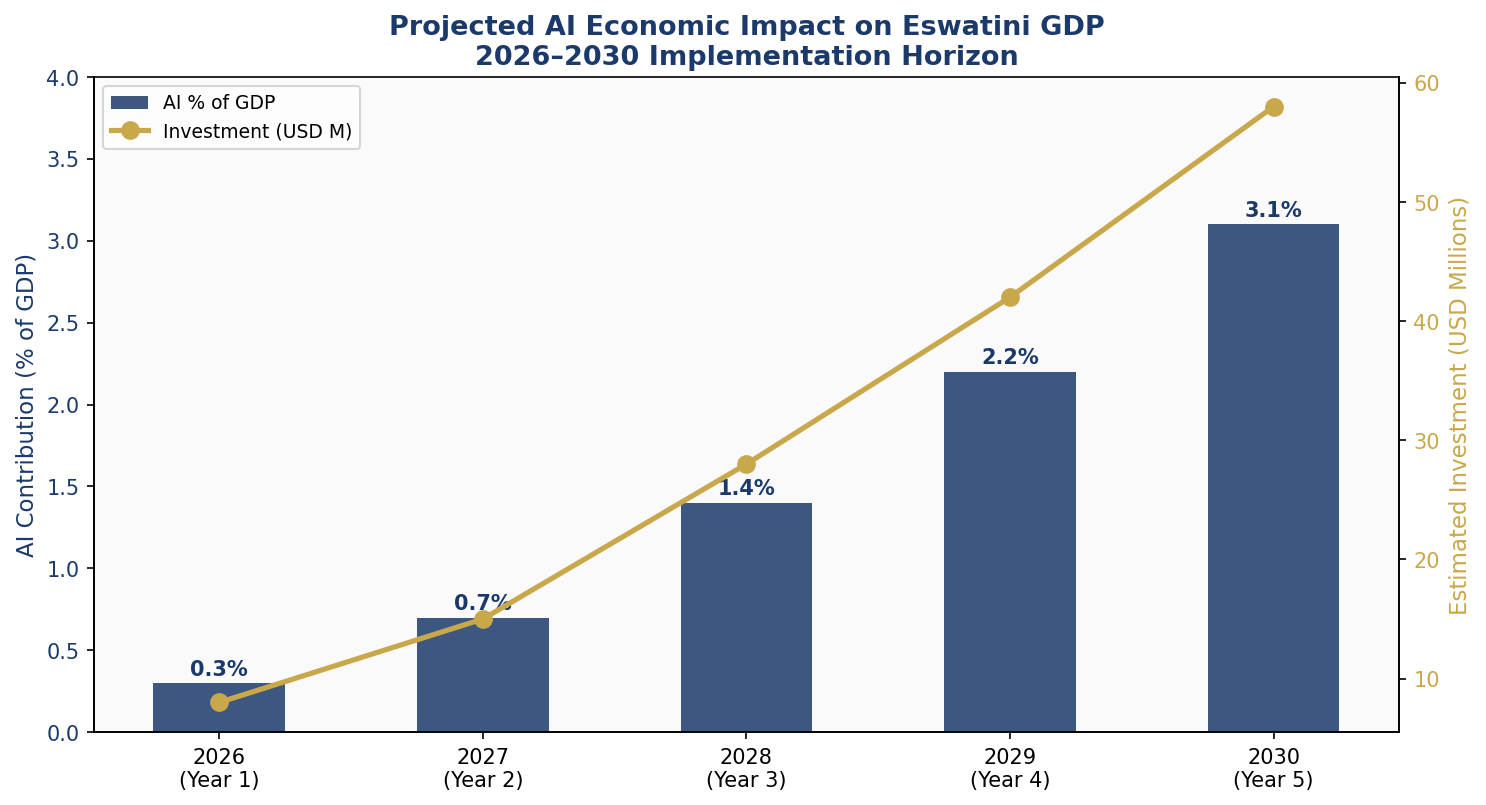 Projected AI Economic Impact on Eswatini GDP
2026–2030 Implementation Horizon
AI % of GDP
Investment (USD M)
AI Contribution (% of GDP)
4.0
3.5
3.0
2.5
2.0
1.5
1.0
0.5
0.0
0.3%
0.7%
1.4%
2.2%
3.1%
60
50
40
30
20
10
Estimated Investment (USD Millions)
2026
(Year 1)
2027
(Year 2)
2028
(Year 3)
2029
(Year 4)
2030
(Year 5)